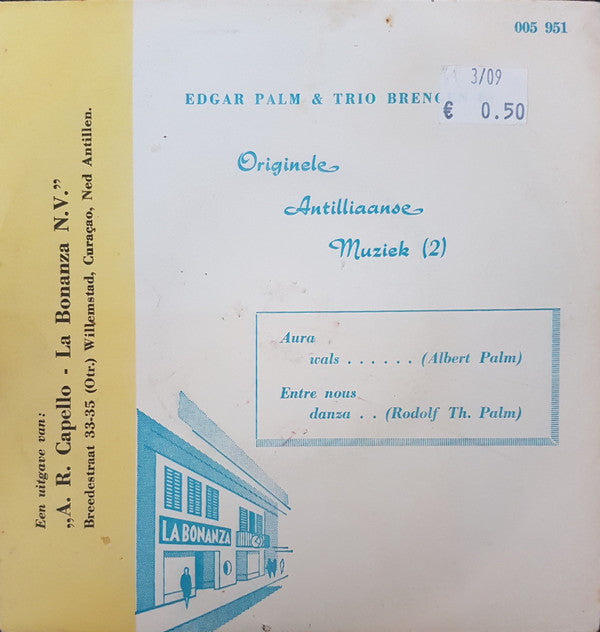 005 951
EDGAR PALM & TRIO
3/09
€ 0.50
Originele
Antilliaanse
Muziek (2)
Aura
wals . . . . . . (Albert Palm)
Entre nous
danza . . (Rodolf Th. Palm)
LA BONANZA
Een uitgave van:
„A. R. Capello - La Bonanza N.V.”
Breedestraat 33-35 (Otr.) Willemstad, Curaçao, Ned Antillen.